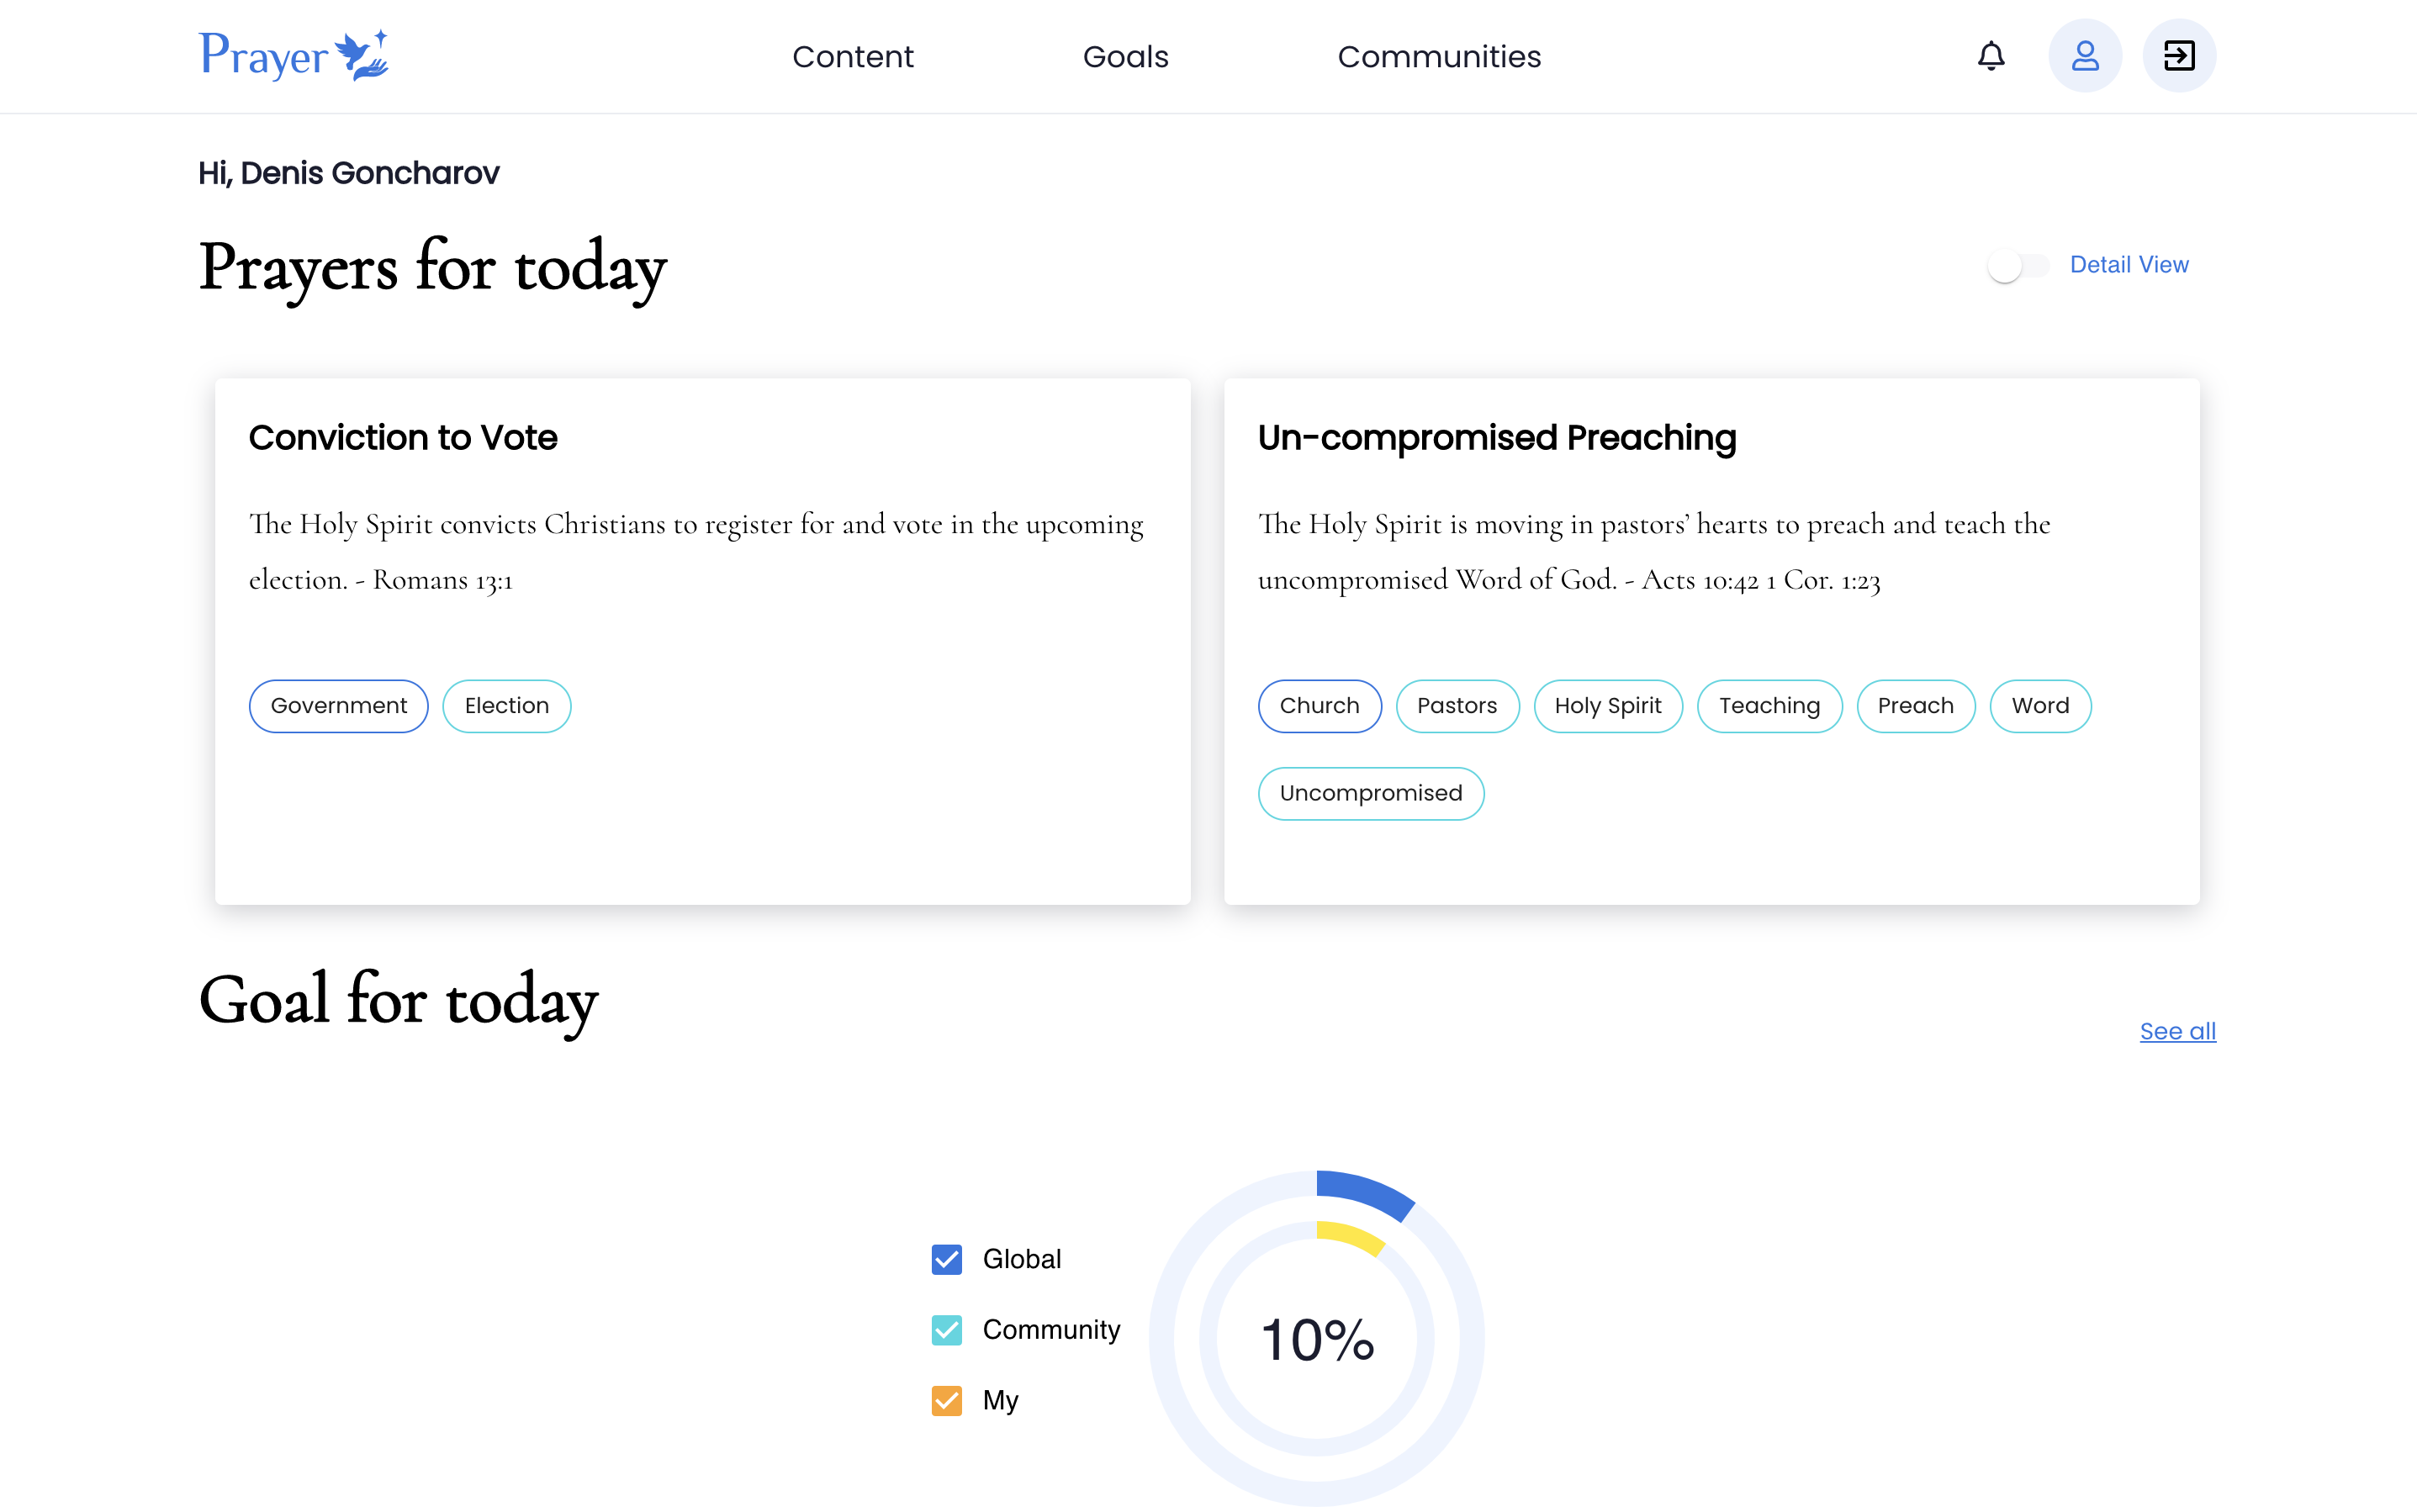 Prayer
Content Goals Communities
Hi, Denis Goncharov
Prayers for today
Detail View
Conviction to Vote
The Holy Spirit convicts Christians to register for and vote in the upcoming
election. - Romans 13:1
Government Election
Un-compromised Preaching
The Holy Spirit is moving in pastors’ hearts to preach and teach the
uncompromised Word of God. - Acts 10:42 1 Cor. 1:23
Church Pastors Holy Spirit Teaching Preach Word
Uncompromised
Goal for today
See all
Global
Community
My
10%